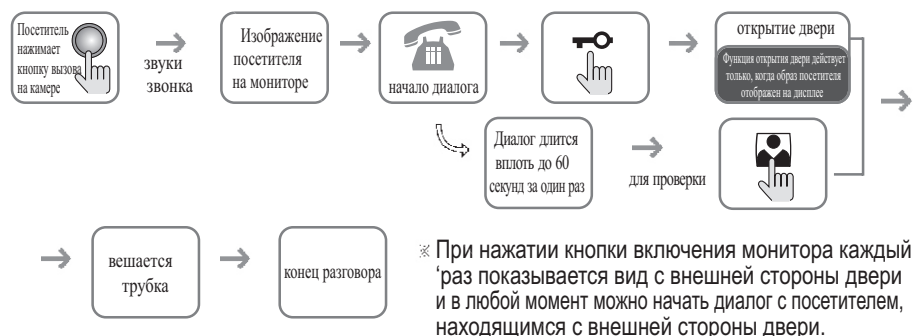 Посетитель
нажимает
кнопку вызова
на камере
звуки
звонка
Изображение
посетителя
на мониторе
начало диалога
открытие двери
Функция открытия двери действует
только, когда образ посетителя
отображен на дисплее
Диалог длится
вплоть до 60
секунд за один раз
для проверки
вешается
трубка
конец разговора
※ При нажатии кнопки включения монитора каждый
‘раз показывается вид с внешней стороны двери
и в любой момент можно начать диалог с посетителем,
находящимся с внешней стороны двери.